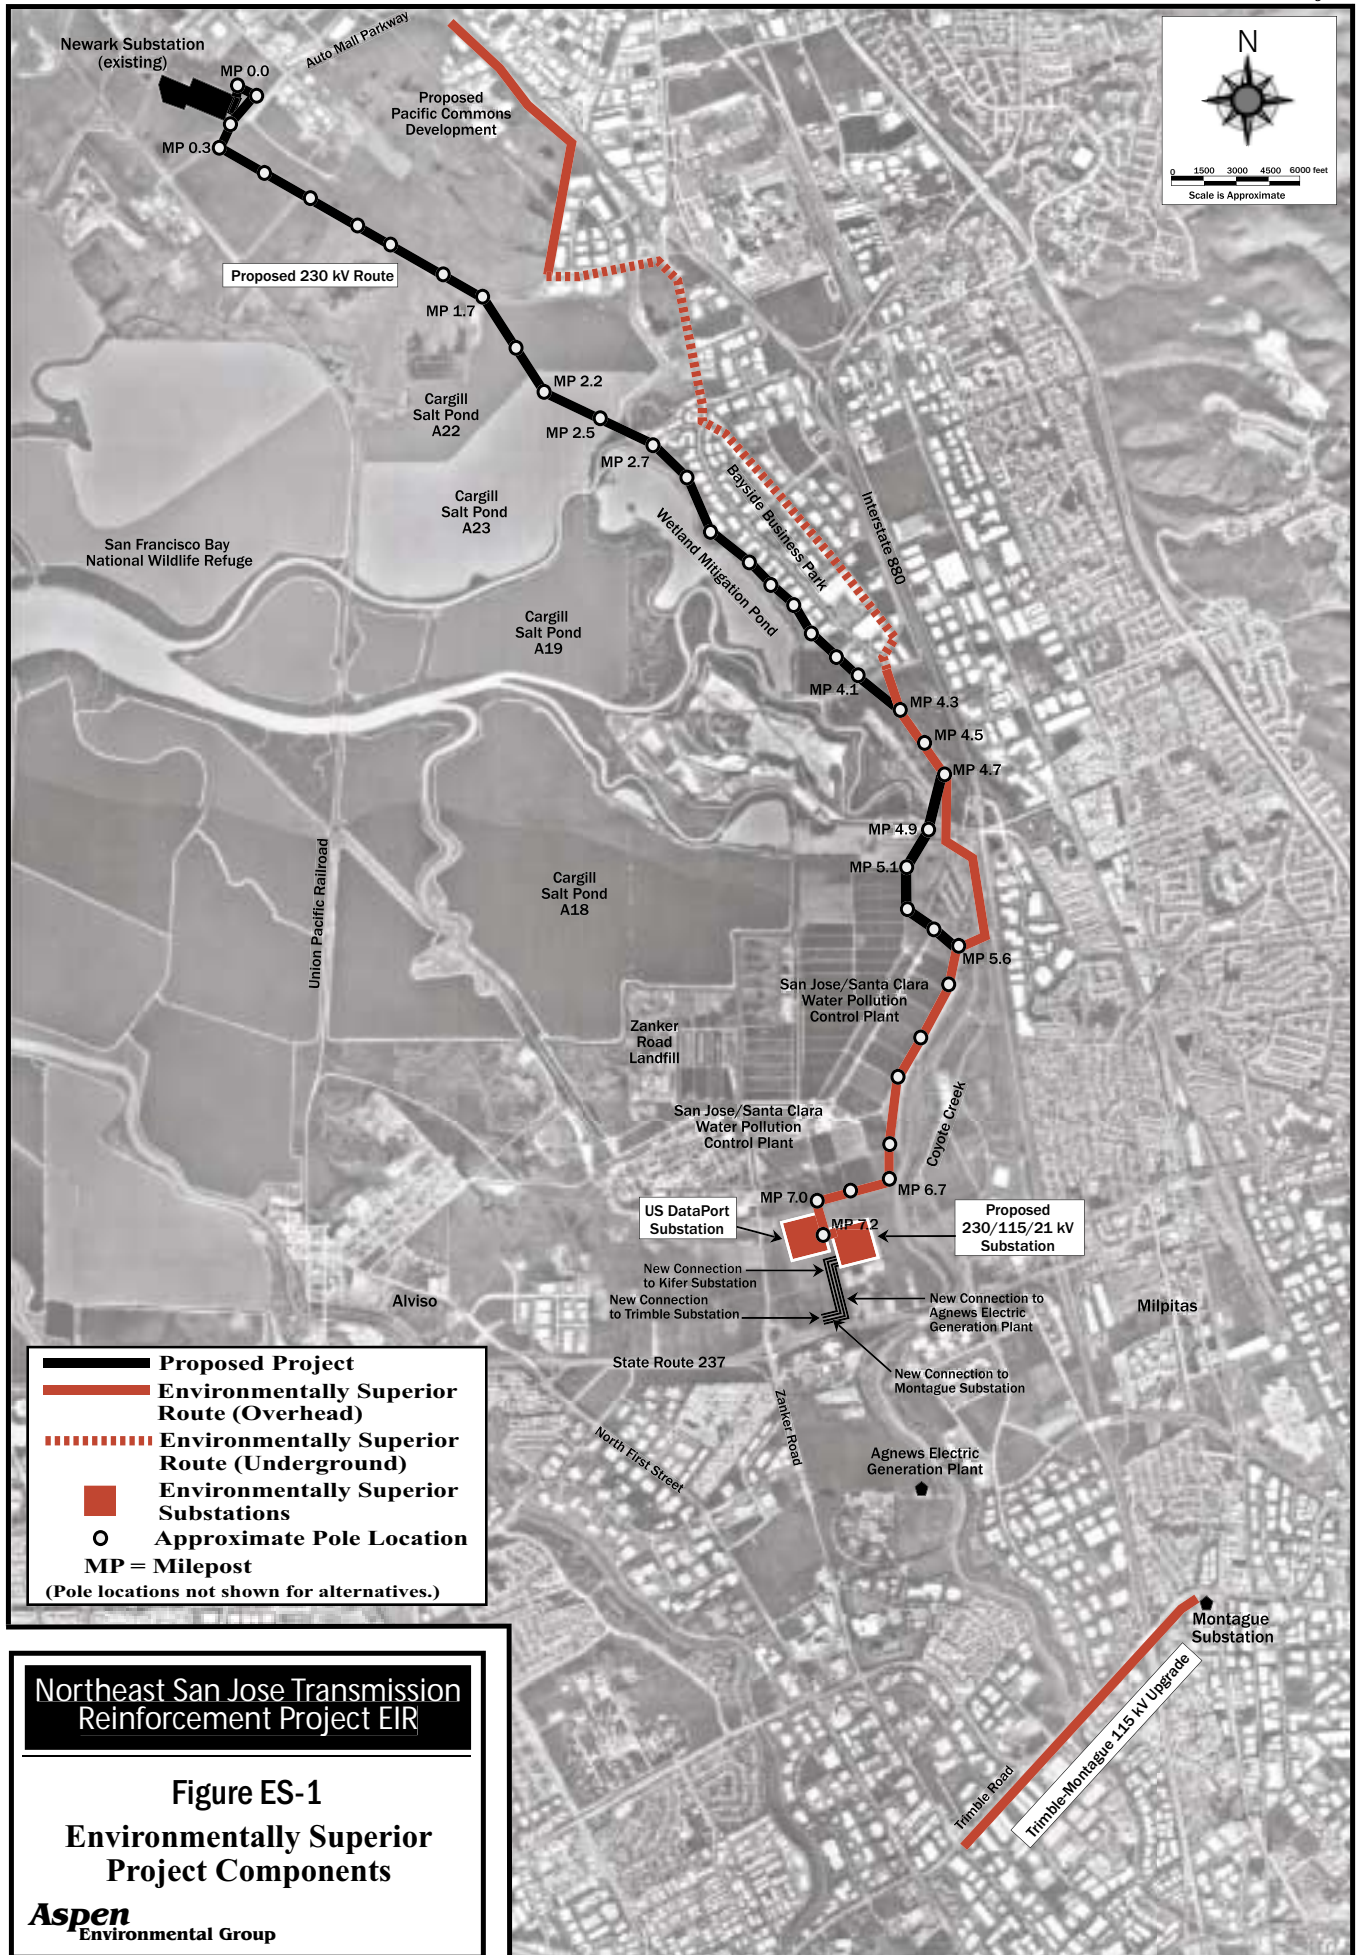 Newark Substation
(existing)
MP 0.0
Auto Mall Parkway
Proposed
Pacific Commons
Development
N
0 1500 3000 4500 6000 feet
Scale is Approximate
MP 0.3
Proposed 230 kV Route
MP 1.7
MP 2.2
Cargill
Salt Pond
A22
MP 2.5
MP 2.7
Cargill
Salt Pond
A23
Bayside Business Park
Interstate 880
Wetland Mitigation Pond
San Francisco Bay
National Wildlife Refuge
Cargill
Salt Pond
A19
MP 4.1
MP 4.3
MP 4.5
MP 4.7
MP 4.9
MP 5.1
Cargill
Salt Pond
A18
Union Pacific Railroad
MP 5.6
San Jose/Santa Clara
Water Pollution
Control Plant
Zanker
Road
Landfill
San Jose/Santa Clara
Water Pollution
Control Plant
Coyote Creek
MP 6.7
MP 7.0
US DataPort
Substation
MP 7.2
Proposed
230/115/21 kV
Substation
New Connection
to Kifer Substation
New Connection
to Trimble Substation
New Connection to
Agnews Electric
Generation Plant
Alviso
Milpitas
State Route 237
New Connection to
Montague Substation
Zanker Road
North First Street
Agnews Electric
Generation Plant
Montague
Substation
Trimble Road
Trimble-Montague 115 kV Upgrade
Proposed Project
Environmentally Superior
Route (Overhead)
Environmentally Superior
Route (Underground)
Environmentally Superior
Substations
Approximate Pole Location
MP = Milepost
(Pole locations not shown for alternatives.)
Northeast San Jose Transmission
Reinforcement Project EIR
Figure ES-1
Environmentally Superior
Project Components
Aspen
Environmental Group